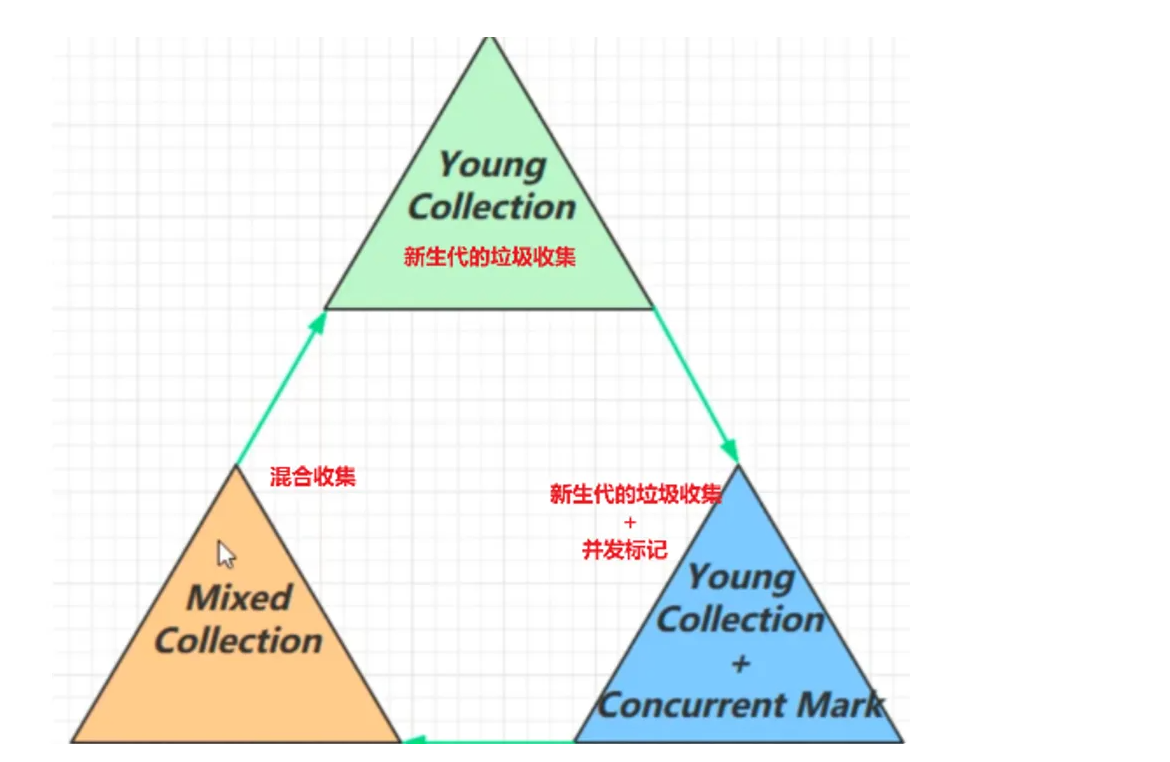 Young
Collection
新生代的垃圾收集
混合收集
新生代的垃圾收集
+
并发标记
Mixed
Collection
Young
Collection
+
Concurrent Mark